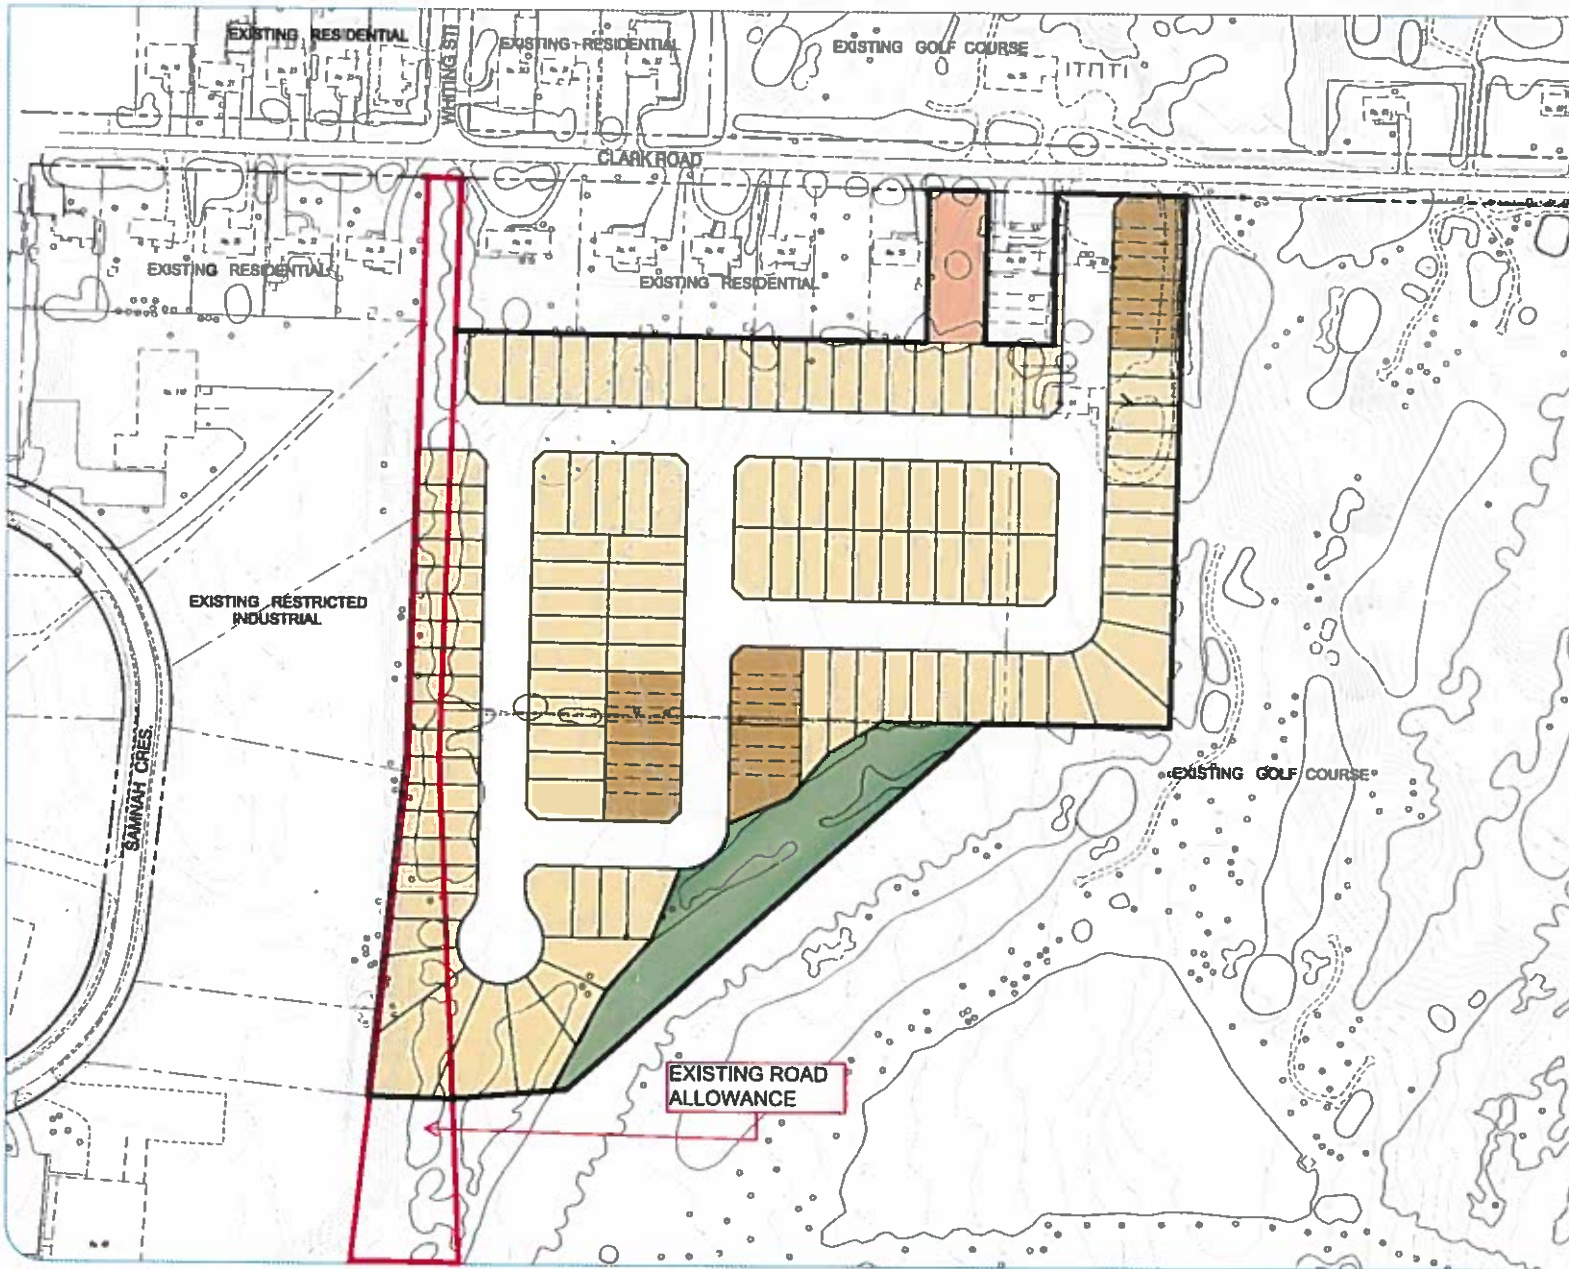 EXISTING RESIDENTIAL
WHITING ST
EXISTING RESIDENTIAL
EXISTING GOLF COURSE
CLARK ROAD
EXISTING RESIDENTIAL
EXISTING RESIDENTIAL
EXISTING RESTRICTED
INDUSTRIAL
SAMNAH CRES.
EXISTING GOLF COURSE
EXISTING ROAD
ALLOWANCE